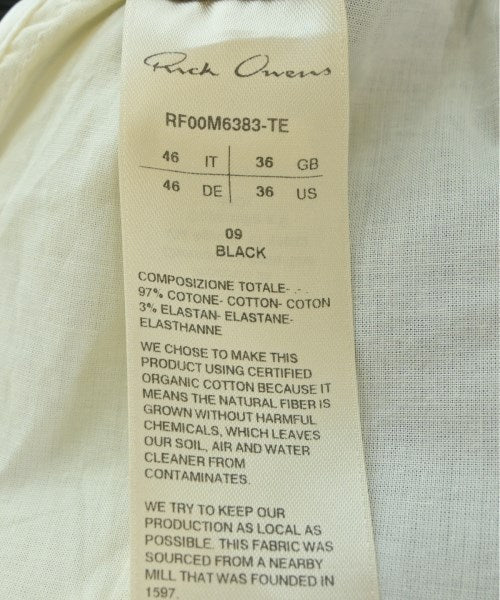 Rick Owens
RF00M6383-TE
46 IT 36 GB
46 DE 36 US
09
BLACK
COMPOSIZIONE TOTALE- - -
97% COTONE- COTTON- COTON
3% ELASTAN- ELASTANE-
ELASTHANNE
WE CHOSE TO MAKE THIS
PRODUCT USING CERTIFIED
ORGANIC COTTON BECAUSE IT
MEANS THE NATURAL FIBER IS
GROWN WITHOUT HARMFUL
CHEMICALS, WHICH LEAVES
OUR SOIL, AIR AND WATER
CLEANER FROM
CONTAMINATES.
WE TRY TO KEEP OUR
PRODUCTION AS LOCAL AS
POSSIBLE. THIS FABRIC WAS
SOURCED FROM A NEARBY
MILL THAT WAS FOUNDED IN
1597.